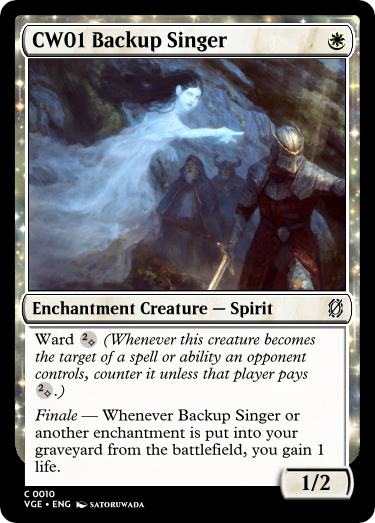 CW01 Backup Singer
Enchantment Creature — Spirit
Ward 2 (Whenever this creature becomes
the target of a spell or ability an opponent
controls, counter it unless that player pays
2.)
Finale — Whenever Backup Singer or
another enchantment is put into your
graveyard from the battlefield, you gain 1
life.
1/2
C 0010
VGE • ENG SATORUWADA